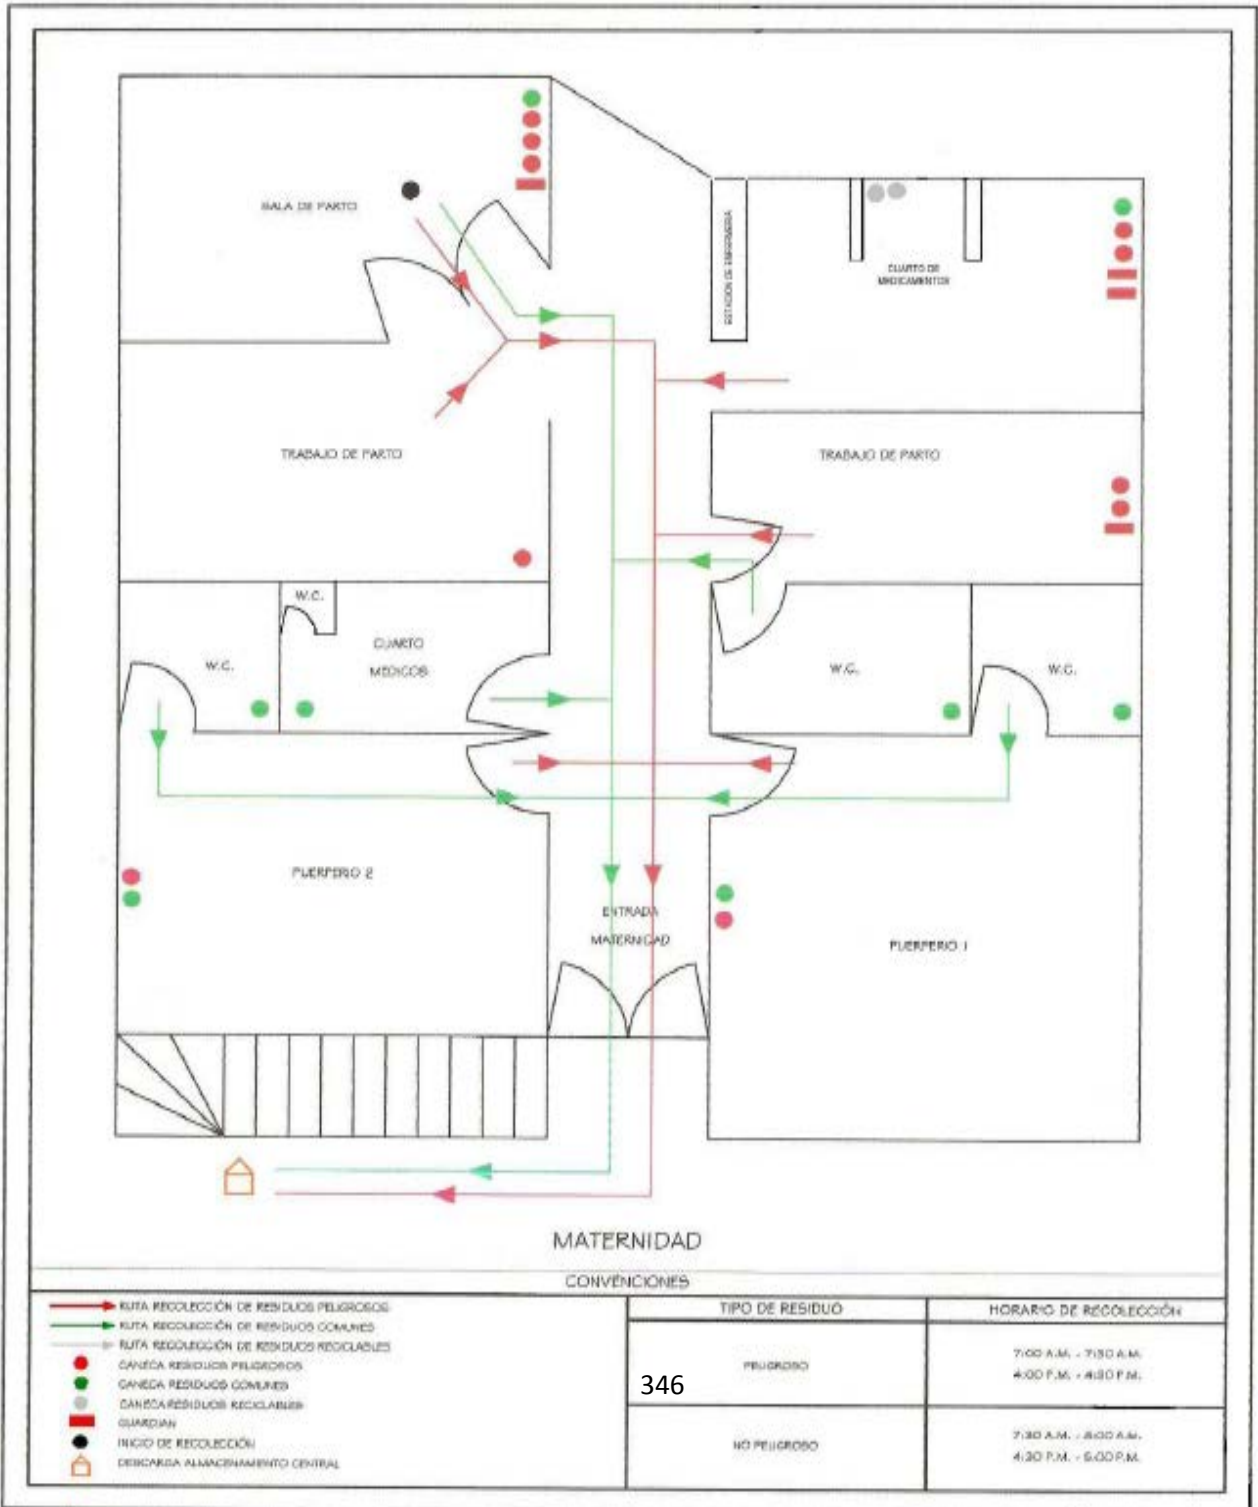 SALA DE PARTO
ESTACION DE ENFERMERIA
CUARTO DE
MEDICAMENTOS
TRABAJO DE PARTO
TRABAJO DE PARTO
W.C.
W.C.
CUARTO
MEDICOS
W.C.
W.C.
PUERPERIO 2
ENTRADA
MATERNIDAD
PUERPERIO 1
MATERNIDAD
CONVENCIONES
RUTA RECOLECCIÓN DE RESIDUOS PELIGROSOS
RUTA RECOLECCIÓN DE RESIDUOS COMUNES
RUTA RECOLECCIÓN DE RESIDUOS RECICLABLES
CANECA RESIDUOS PELIGROSOS
CANECA RESIDUOS COMUNES
CANECA RESIDUOS RECICLABLES
GUARDIAN
INICIO DE RECOLECCIÓN
DESCARGA ALMACENAMIENTO CENTRAL
TIPO DE RESIDUO
HORARIO DE RECOLECCIÓN
PELIGROSO
7:00 A.M. - 7:30 A.M.
4:00 P.M. - 4:30 P.M.
346
NO PELIGROSO
7:30 A.M. - 8:00 A.M.
4:30 P.M. - 5:00 P.M.